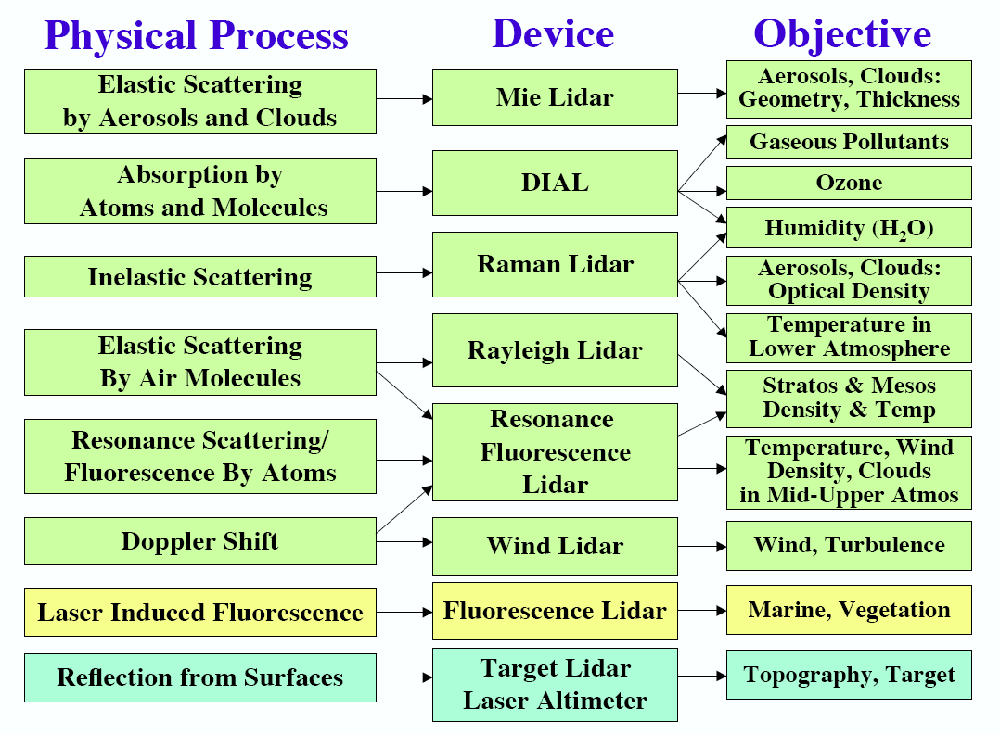 Physical Process
Device
Objective
Elastic Scattering
by Aerosols and Clouds
Mie Lidar
Aerosols, Clouds:
Geometry, Thickness
Absorption by
Atoms and Molecules
DIAL
Gaseous Pollutants
Ozone
Humidity (H₂O)
Inelastic Scattering
Raman Lidar
Aerosols, Clouds:
Optical Density
Temperature in
Lower Atmosphere
Elastic Scattering
By Air Molecules
Rayleigh Lidar
Stratos & Mesos
Density & Temp
Resonance Scattering/
Fluorescence By Atoms
Resonance
Fluorescence
Lidar
Temperature, Wind
Density, Clouds
in Mid-Upper Atmos
Doppler Shift
Wind Lidar
Wind, Turbulence
Laser Induced Fluorescence
Fluorescence Lidar
Marine, Vegetation
Reflection from Surfaces
Target Lidar
Laser Altimeter
Topography, Target